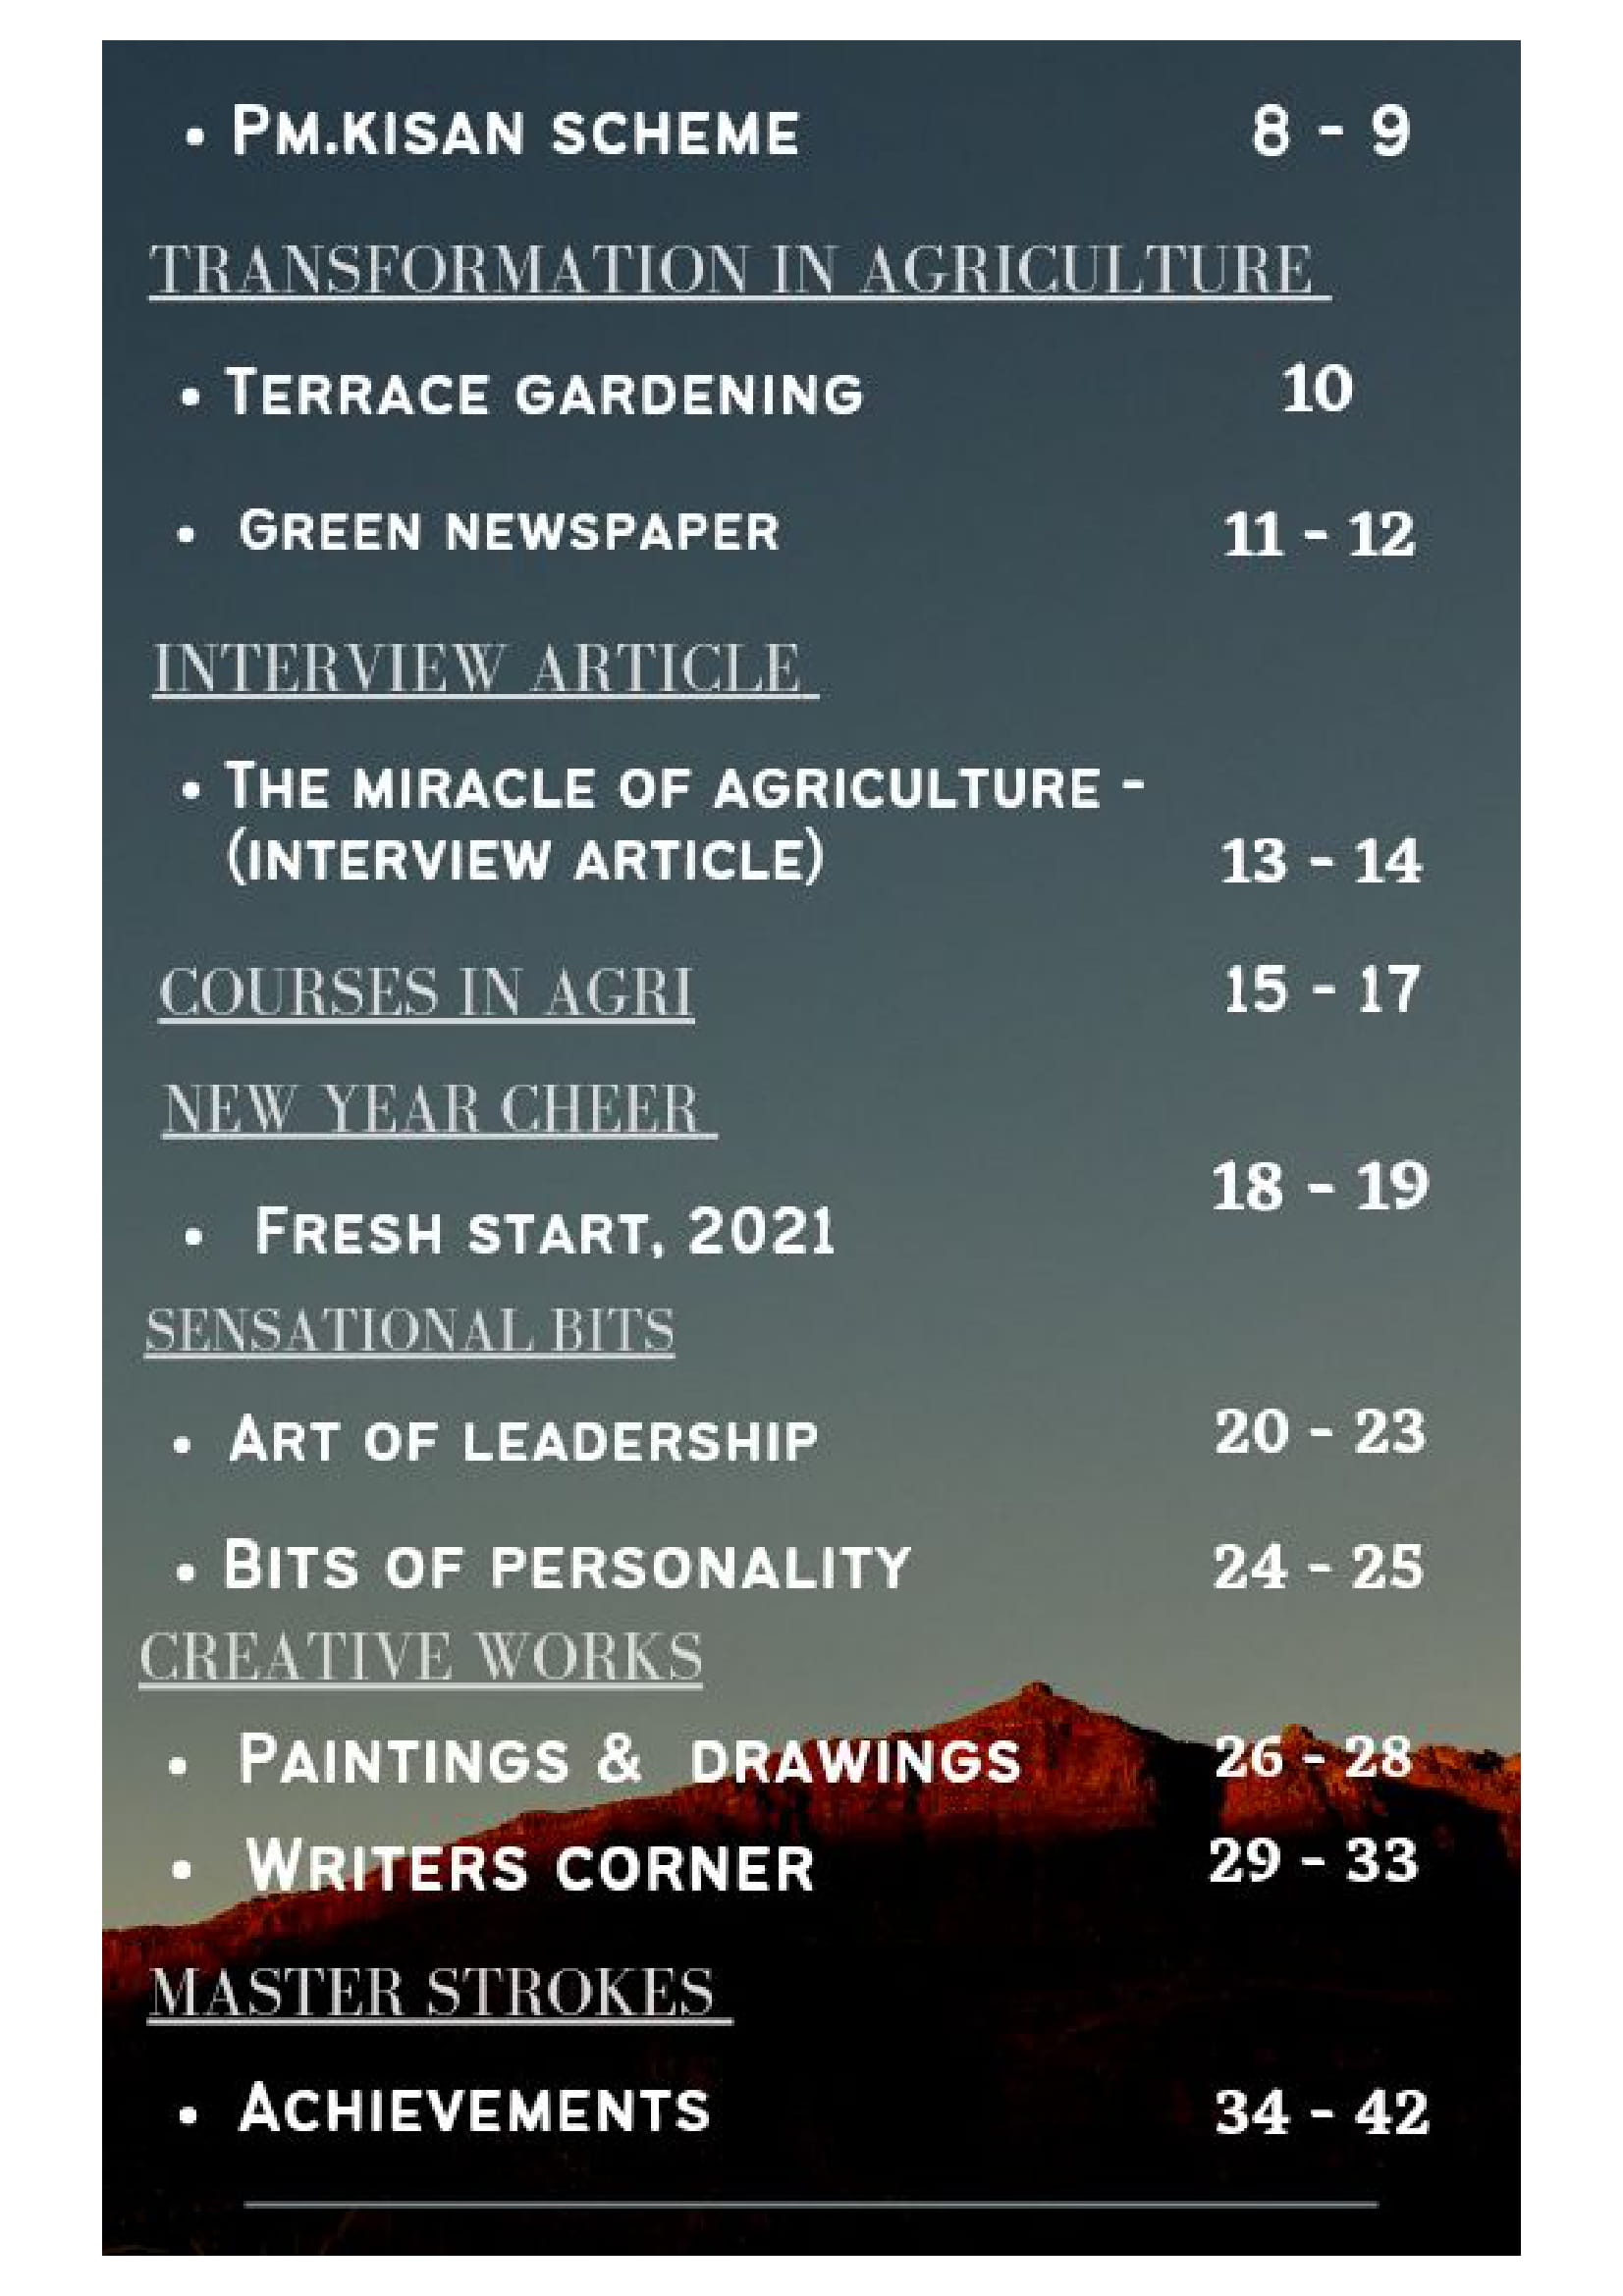 • PM.KISAN SCHEME 8 - 9
TRANSFORMATION IN AGRICULTURE
• TERRACE GARDENING 10
• GREEN NEWSPAPER 11 - 12
INTERVIEW ARTICLE
• THE MIRACLE OF AGRICULTURE -
(INTERVIEW ARTICLE) 13 - 14
COURSES IN AGRI 15 - 17
NEW YEAR CHEER
18 - 19
• FRESH START, 2021
SENSATIONAL BITS
• ART OF LEADERSHIP 20 - 23
• BITS OF PERSONALITY 24 - 25
CREATIVE WORKS
• PAINTINGS & DRAWINGS 26 - 28
• WRITERS CORNER 29 - 33
MASTER STROKES
• ACHIEVEMENTS 34 - 42